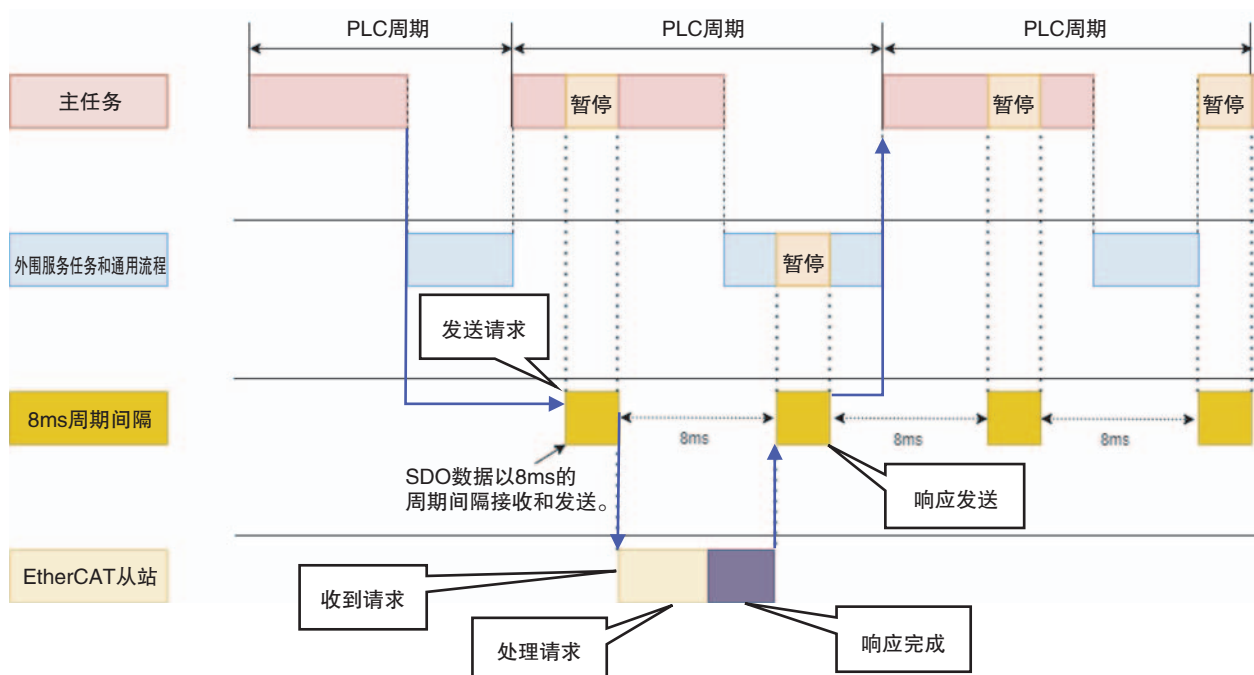 PLC周期
PLC周期
PLC周期
主任务
暂停
暂停
暂停
外围服务任务和通用流程
暂停
发送请求
8ms周期间隔
8ms
8ms
8ms
SDO数据以8ms的
周期间隔接收和发送。
响应发送
EtherCAT从站
收到请求
处理请求
响应完成